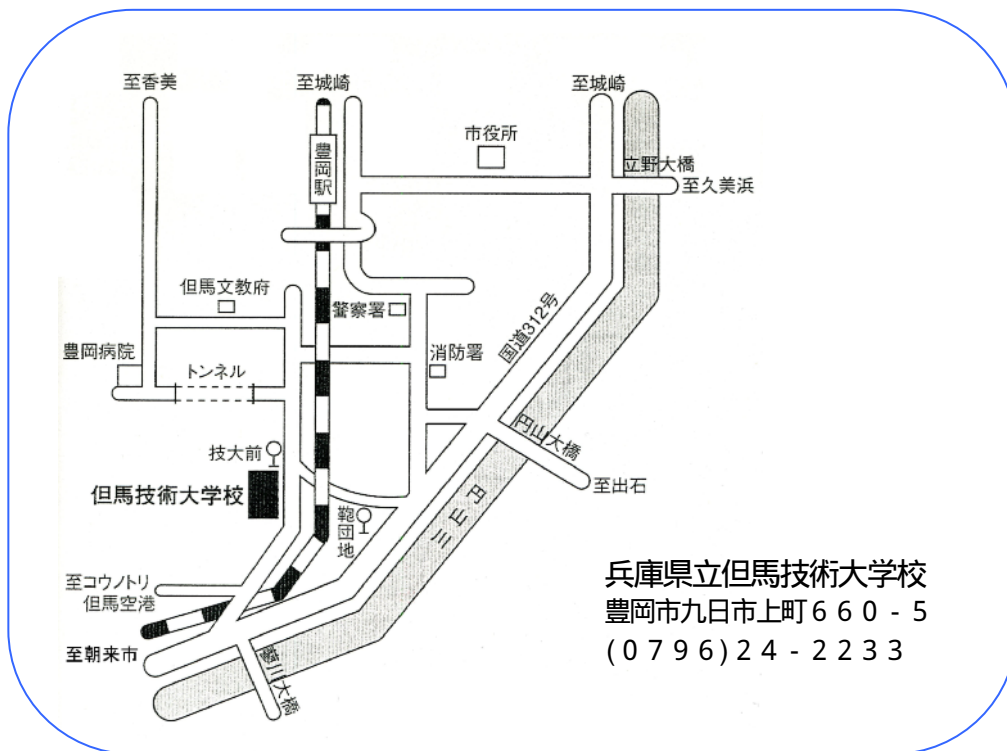 至香美
至城崎
至城崎
市役所
豊岡駅
立野大橋
至久美浜
但馬文教府
警察署
国道312号
豊岡病院
トンネル
消防署
円山大橋
技大前
至出石
但馬技術大学校
鞄団地
円山川
至コウノトリ
但馬空港
兵庫県立但馬技術大学校
豊岡市九日市上町660-5
(0796)24-2233
至朝来市
川大橋